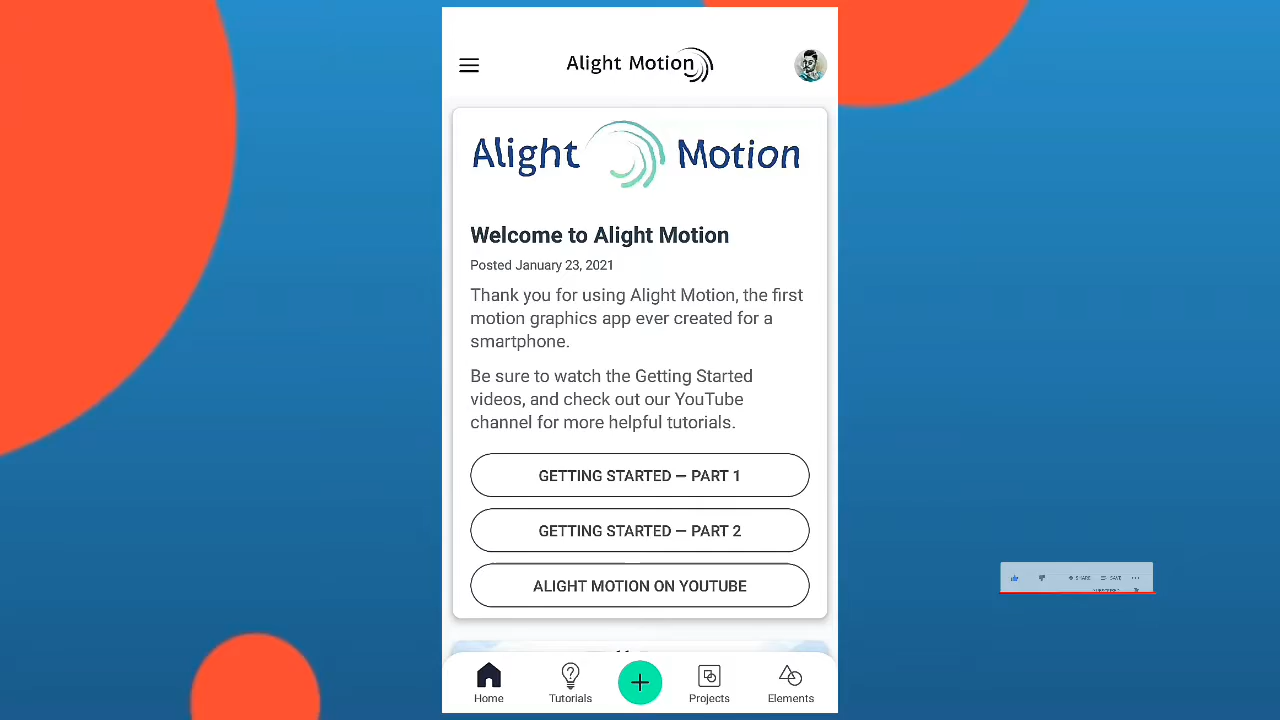 Alight Motion
Alight Motion
Welcome to Alight Motion
Posted January 23, 2021
Thank you for using Alight Motion, the first
motion graphics app ever created for a
smartphone.
Be sure to watch the Getting Started
videos, and check out our YouTube
channel for more helpful tutorials.
GETTING STARTED — PART 1
GETTING STARTED — PART 2
ALIGHT MOTION ON YOUTUBE
SHARE SAVE
Home Tutorials Projects Elements